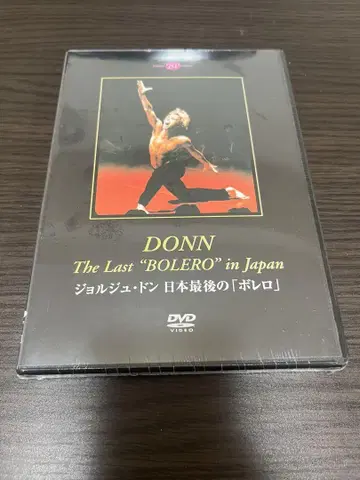 DONN
The Last “BOLERO” in Japan
ジョルジュ・ドン 日本最後の「ボレロ」
DVD
VIDEO